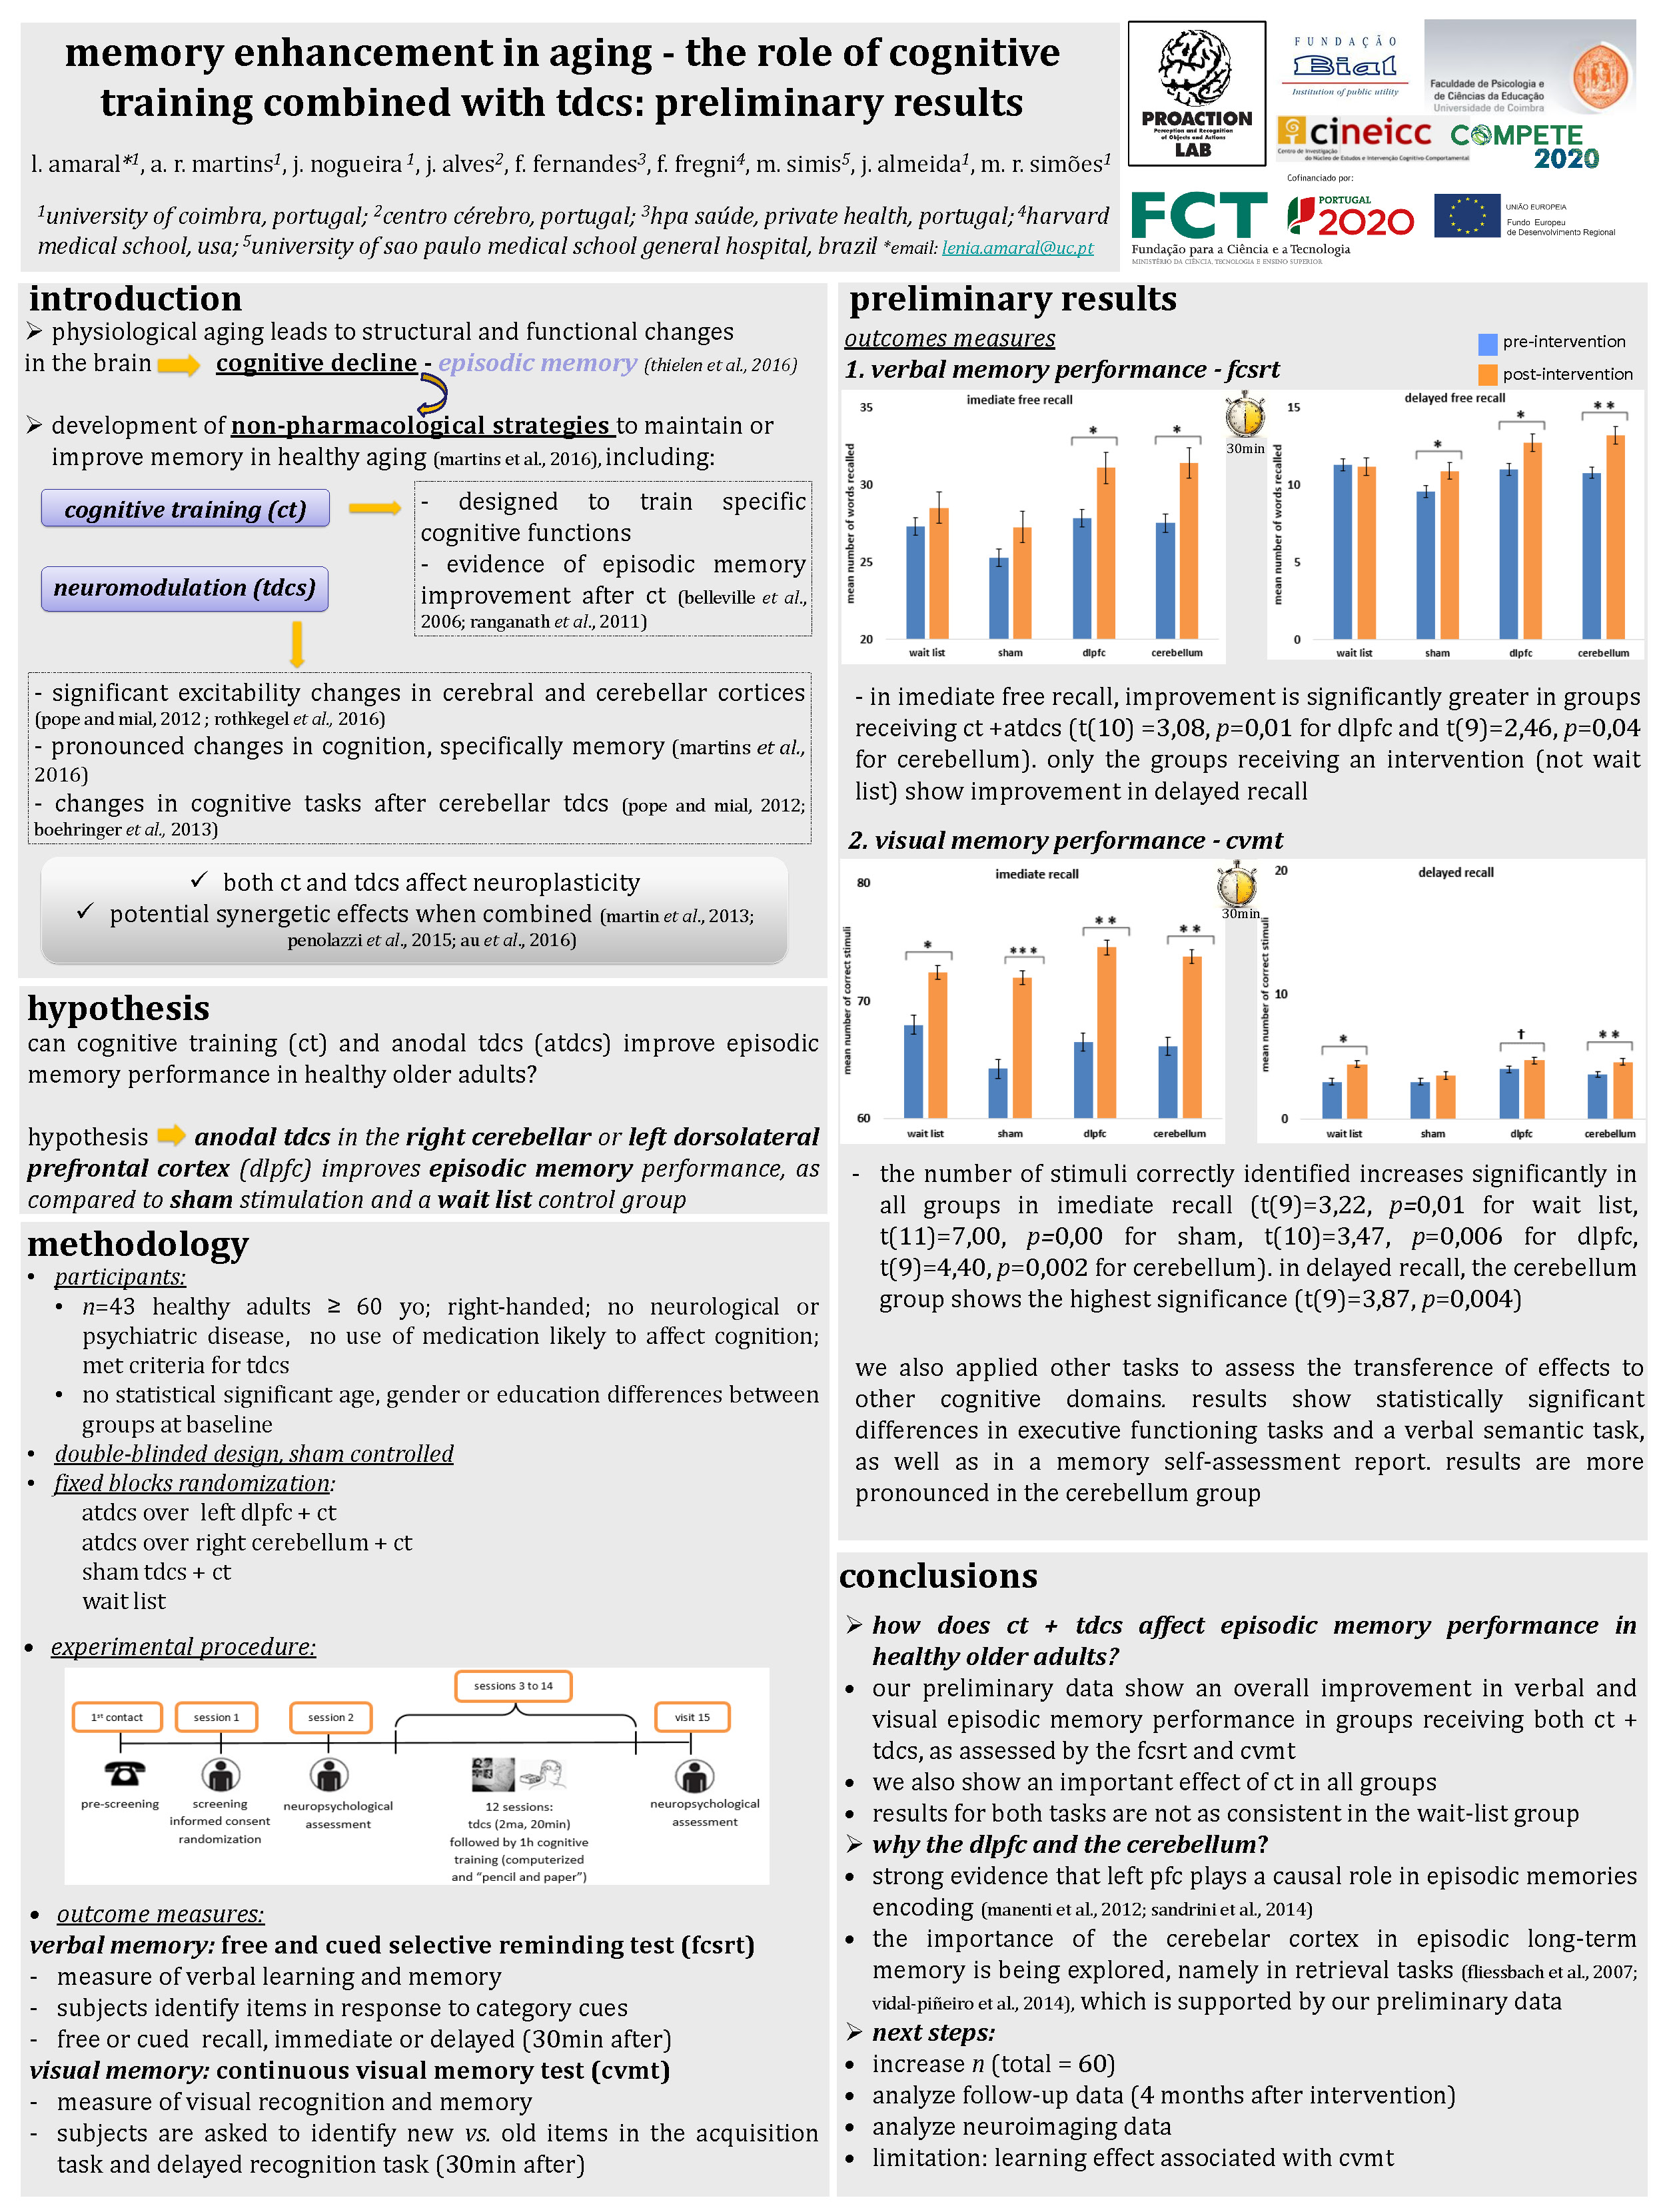 memory enhancement in aging - the role of cognitive
training combined with tdcs: preliminary results
l. amaral*1, a. r. martins1, j. nogueira 1, j. alves2, f. fernandes3, f. fregni4, m. simis5, j. almeida1, m. r. simões1
1university of coimbra, portugal; 2centro cérebro, portugal; 3hpa saúde, private health, portugal; 4harvard
medical school, usa; 5university of sao paulo medical school general hospital, brazil *email: lenia.amaral@uc.pt
PROACTION
Perception and Recognition
of Objects and Actions
LAB
FUNDAÇÃO
Bial
Institution of public utility
Faculdade de Psicologia e
de Ciências da Educação
Universidade de Coimbra
cineicc
Centro de Investigação
do Núcleo de Estudos e Intervenção Cognitivo-Comportamental
COMPETE
2020
Cofinanciado por:
FCT
Fundação para a Ciência e a Tecnologia
MINISTÉRIO DA CIÊNCIA, TECNOLOGIA E ENSINO SUPERIOR
PORTUGAL
2020
UNIÃO EUROPEIA
Fundo Europeu
de Desenvolvimento Regional
introduction
➢ physiological aging leads to structural and functional changes
in the brain cognitive decline - episodic memory (thielen et al., 2016)
➢ development of non-pharmacological strategies to maintain or
improve memory in healthy aging (martins et al., 2016), including:
cognitive training (ct)
- designed to train specific
cognitive functions
- evidence of episodic memory
improvement after ct (belleville et al.,
2006; ranganath et al., 2011)
neuromodulation (tdcs)
- significant excitability changes in cerebral and cerebellar cortices
(pope and mial, 2012 ; rothkegel et al., 2016)
- pronounced changes in cognition, specifically memory (martins et al.,
2016)
- changes in cognitive tasks after cerebellar tdcs (pope and mial, 2012;
boehringer et al., 2013)
✓ both ct and tdcs affect neuroplasticity
✓ potential synergetic effects when combined (martin et al., 2013;
penolazzi et al., 2015; au et al., 2016)
hypothesis
can cognitive training (ct) and anodal tdcs (atdcs) improve episodic
memory performance in healthy older adults?
hypothesis anodal tdcs in the right cerebellar or left dorsolateral
prefrontal cortex (dlpfc) improves episodic memory performance, as
compared to sham stimulation and a wait list control group
methodology
• participants:
• n=43 healthy adults ≥ 60 yo; right-handed; no neurological or
psychiatric disease, no use of medication likely to affect cognition;
met criteria for tdcs
• no statistical significant age, gender or education differences between
groups at baseline
• double-blinded design, sham controlled
• fixed blocks randomization:
atdcs over left dlpfc + ct
atdcs over right cerebellum + ct
sham tdcs + ct
wait list
• experimental procedure:
sessions 3 to 14
1st contact
session 1
session 2
visit 15
pre-screening
screening
informed consent
randomization
neuropsychological
assessment
12 sessions:
tdcs (2ma, 20min)
followed by 1h cognitive
training (computerized
and “pencil and paper”)
neuropsychological
assessment
• outcome measures:
verbal memory: free and cued selective reminding test (fcsrt)
- measure of verbal learning and memory
- subjects identify items in response to category cues
- free or cued recall, immediate or delayed (30min after)
visual memory: continuous visual memory test (cvmt)
- measure of visual recognition and memory
- subjects are asked to identify new vs. old items in the acquisition
task and delayed recognition task (30min after)
preliminary results
outcomes measures
pre-intervention
post-intervention
1. verbal memory performance - fcsrt
imediate free recall
mean number of words recalled
35
30
25
20
* *
wait list sham dlpfc cerebellum
30min
delayed free recall
mean number of words recalled
15
10
5
0
* * **
wait list sham dlpfc cerebellum
- in imediate free recall, improvement is significantly greater in groups
receiving ct +atdcs (t(10) =3,08, p=0,01 for dlpfc and t(9)=2,46, p=0,04
for cerebellum). only the groups receiving an intervention (not wait
list) show improvement in delayed recall
2. visual memory performance - cvmt
imediate recall
mean number of correct stimuli
80
70
60
* *** ** **
wait list sham dlpfc cerebellum
30min
delayed recall
mean number of correct stimuli
20
10
0
* † **
wait list sham dlpfc cerebellum
- the number of stimuli correctly identified increases significantly in
all groups in imediate recall (t(9)=3,22, p=0,01 for wait list,
t(11)=7,00, p=0,00 for sham, t(10)=3,47, p=0,006 for dlpfc,
t(9)=4,40, p=0,002 for cerebellum). in delayed recall, the cerebellum
group shows the highest significance (t(9)=3,87, p=0,004)
we also applied other tasks to assess the transference of effects to
other cognitive domains. results show statistically significant
differences in executive functioning tasks and a verbal semantic task,
as well as in a memory self-assessment report. results are more
pronounced in the cerebellum group
conclusions
➢ how does ct + tdcs affect episodic memory performance in
healthy older adults?
• our preliminary data show an overall improvement in verbal and
visual episodic memory performance in groups receiving both ct +
tdcs, as assessed by the fcsrt and cvmt
• we also show an important effect of ct in all groups
• results for both tasks are not as consistent in the wait-list group
➢ why the dlpfc and the cerebellum?
• strong evidence that left pfc plays a causal role in episodic memories
encoding (manenti et al., 2012; sandrini et al., 2014)
• the importance of the cerebelar cortex in episodic long-term
memory is being explored, namely in retrieval tasks (fliessbach et al., 2007;
vidal-piñeiro et al., 2014), which is supported by our preliminary data
➢ next steps:
• increase n (total = 60)
• analyze follow-up data (4 months after intervention)
• analyze neuroimaging data
• limitation: learning effect associated with cvmt